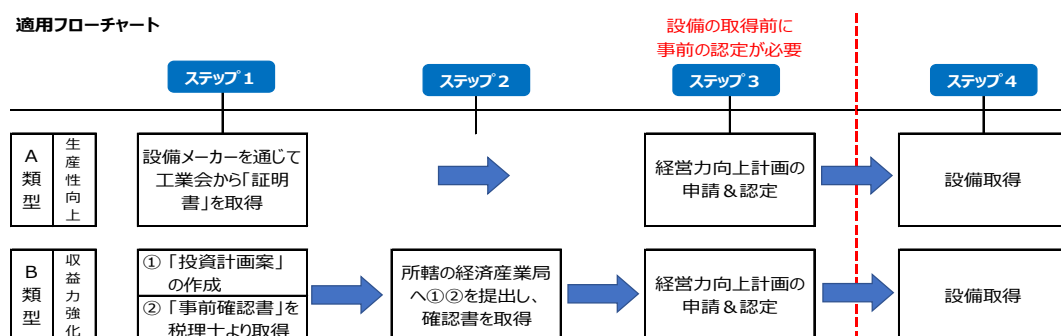 適用フローチャート
設備の取得前に
事前の認定が必要
ステップ1
ステップ2
ステップ3
ステップ4
A類型
生産性向上
設備メーカーを通じて
工業会から「証明
書」を取得
経営力向上計画の
申請&認定
設備取得
B類型
収益力強化
①「投資計画案」
の作成
②「事前確認書」を
税理士より取得
所轄の経済産業局
へ①②を提出し、
確認書を取得
経営力向上計画の
申請&認定
設備取得